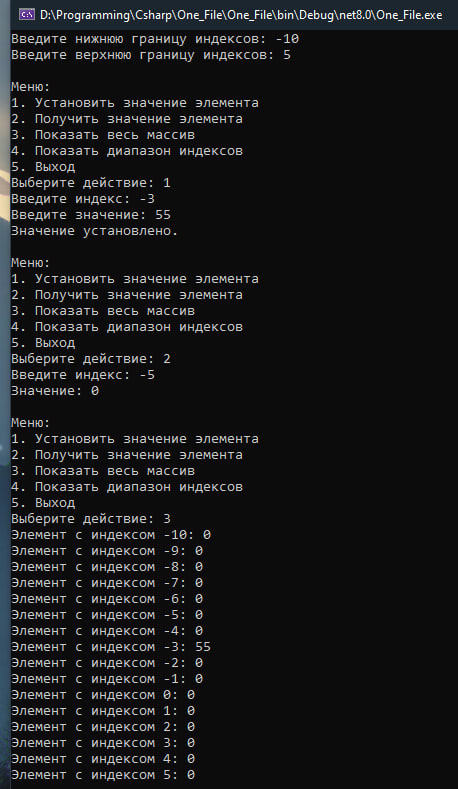 D:\Programming\Csharp\One_File\One_File\bin\Debug\net8.0\One_File.exe
Введите нижнюю границу индексов: -10
Введите верхнюю границу индексов: 5
Меню:
1. Установить значение элемента
2. Получить значение элемента
3. Показать весь массив
4. Показать диапазон индексов
5. Выход
Выберите действие: 1
Введите индекс: -3
Введите значение: 55
Значение установлено.
Меню:
1. Установить значение элемента
2. Получить значение элемента
3. Показать весь массив
4. Показать диапазон индексов
5. Выход
Выберите действие: 2
Введите индекс: -5
Значение: 0
Меню:
1. Установить значение элемента
2. Получить значение элемента
3. Показать весь массив
4. Показать диапазон индексов
5. Выход
Выберите действие: 3
Элемент с индексом -10: 0
Элемент с индексом -9: 0
Элемент с индексом -8: 0
Элемент с индексом -7: 0
Элемент с индексом -6: 0
Элемент с индексом -5: 0
Элемент с индексом -4: 0
Элемент с индексом -3: 55
Элемент с индексом -2: 0
Элемент с индексом -1: 0
Элемент с индексом 0: 0
Элемент с индексом 1: 0
Элемент с индексом 2: 0
Элемент с индексом 3: 0
Элемент с индексом 4: 0
Элемент с индексом 5: 0